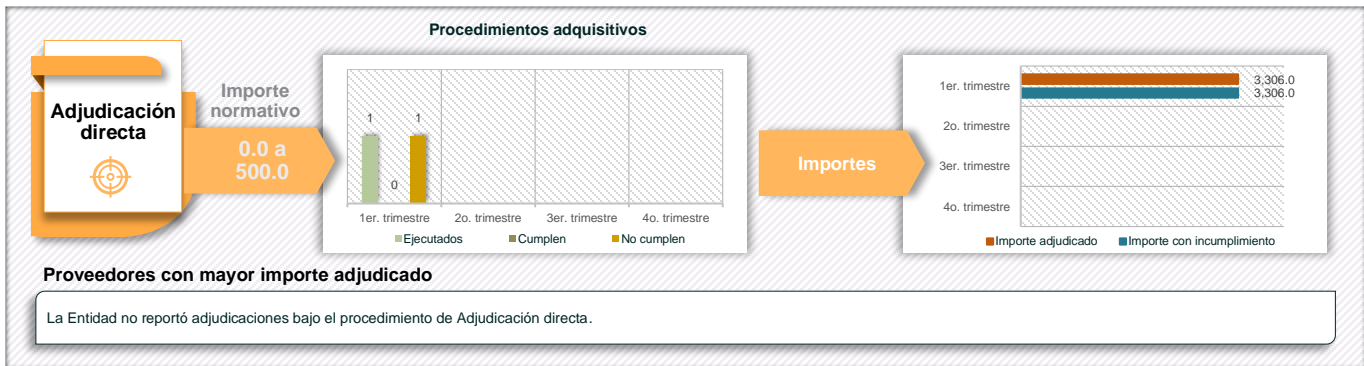 Procedimientos adquisitivos
Adjudicación
directa
Importe
normativo
0.0 a
500.0
1
0
1
1er. trimestre
2o. trimestre
3er. trimestre
4o. trimestre
Ejecutados
Cumplen
No cumplen
Importes
1er. trimestre
3,306.0
3,306.0
2o. trimestre
3er. trimestre
4o. trimestre
Importe adjudicado
Importe con incumplimiento
Proveedores con mayor importe adjudicado
La Entidad no reportó adjudicaciones bajo el procedimiento de Adjudicación directa.